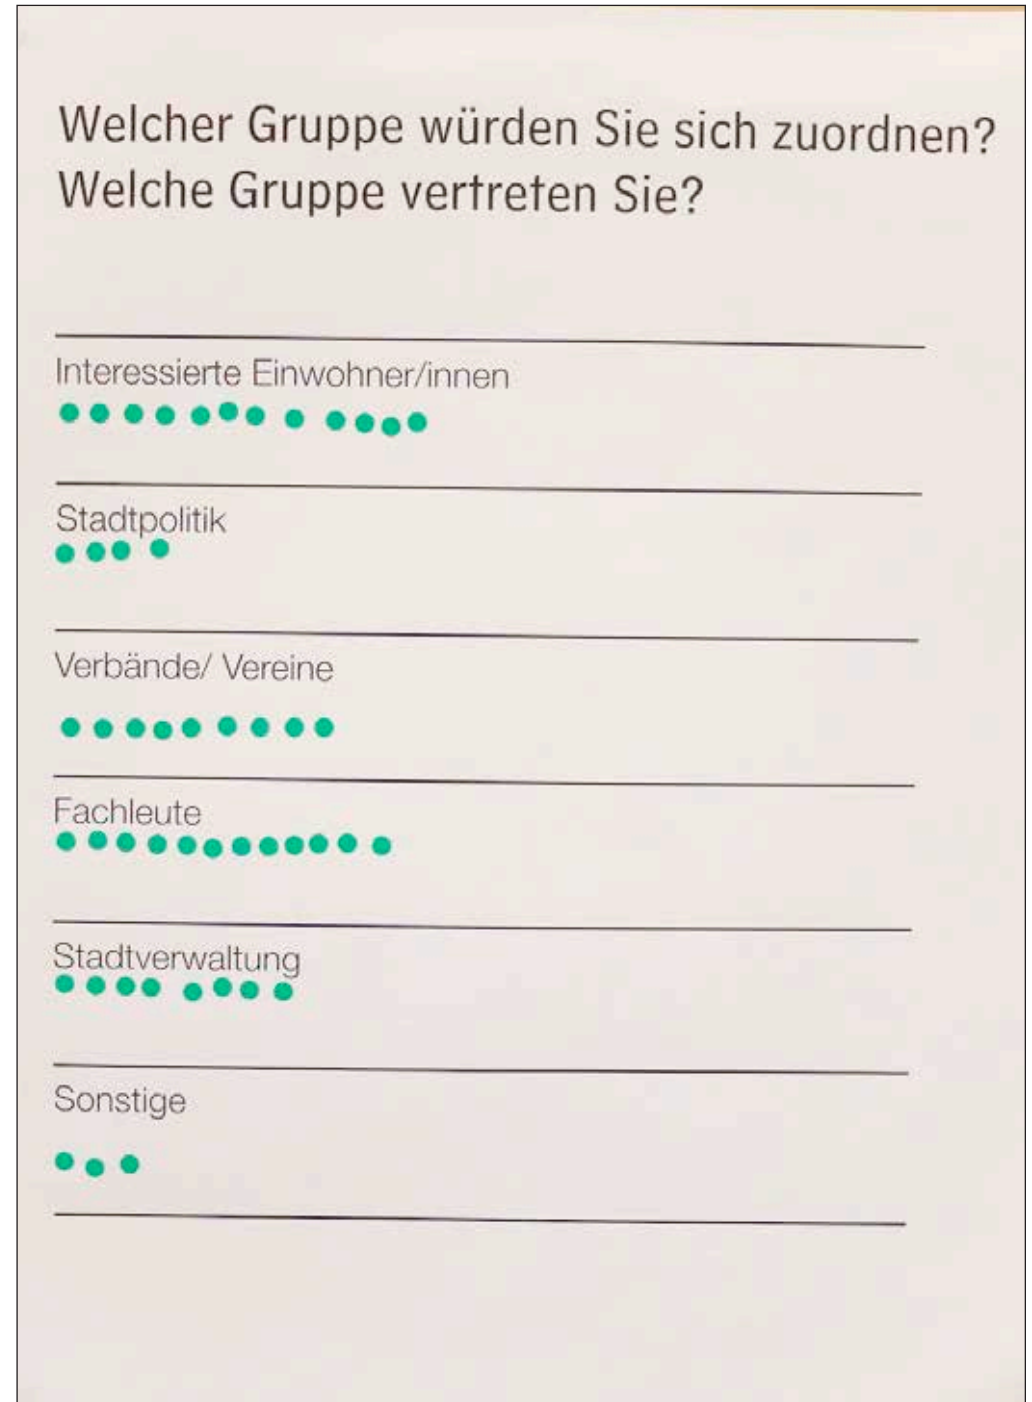 Welcher Gruppe würden Sie sich zuordnen?
Welche Gruppe vertreten Sie?
Interessierte Einwohner/innen
Stadtpolitik
Verbände/ Vereine
Fachleute
Stadtverwaltung
Sonstige